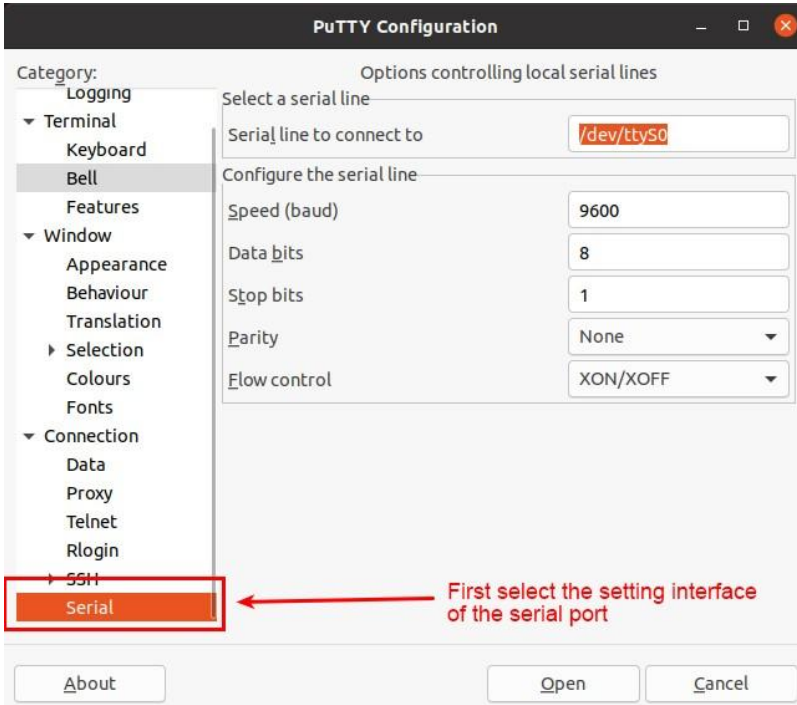 PuTTY Configuration
Category:
Options controlling local serial lines
Logging
Terminal
Keyboard
Bell
Features
Window
Appearance
Behaviour
Translation
Selection
Colours
Fonts
Connection
Data
Proxy
Telnet
Rlogin
SSH
Serial
Select a serial line
Serial line to connect to /dev/ttyS0
Configure the serial line
Speed (baud) 9600
Data bits 8
Stop bits 1
Parity None
Flow control XON/XOFF
First select the setting interface
of the serial port
About Open Cancel